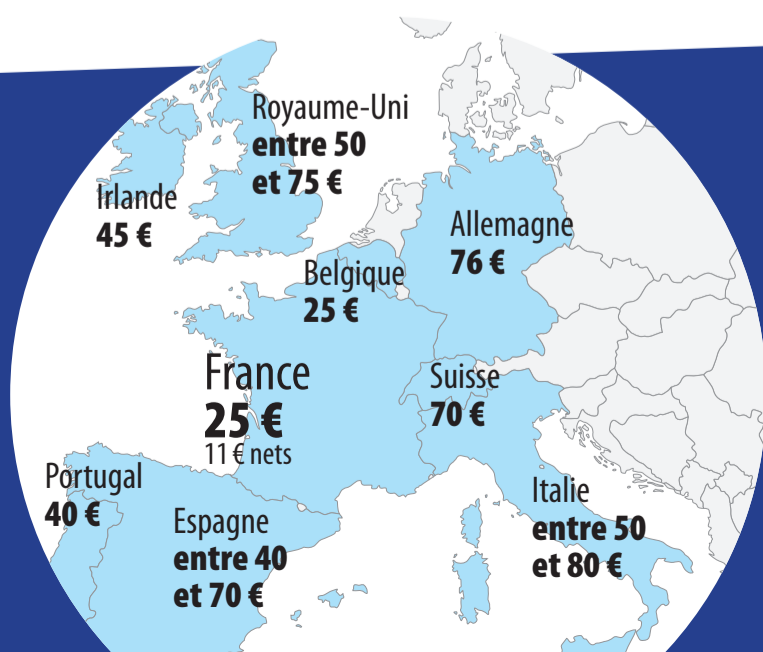 Royaume-Uni
entre 50
et 75 €
Irlande
45 €
Allemagne
76 €
Belgique
25 €
France
25 €
11 € nets
Suisse
70 €
Portugal
40 €
Espagne
entre 40
et 70 €
Italie
entre 50
et 80 €